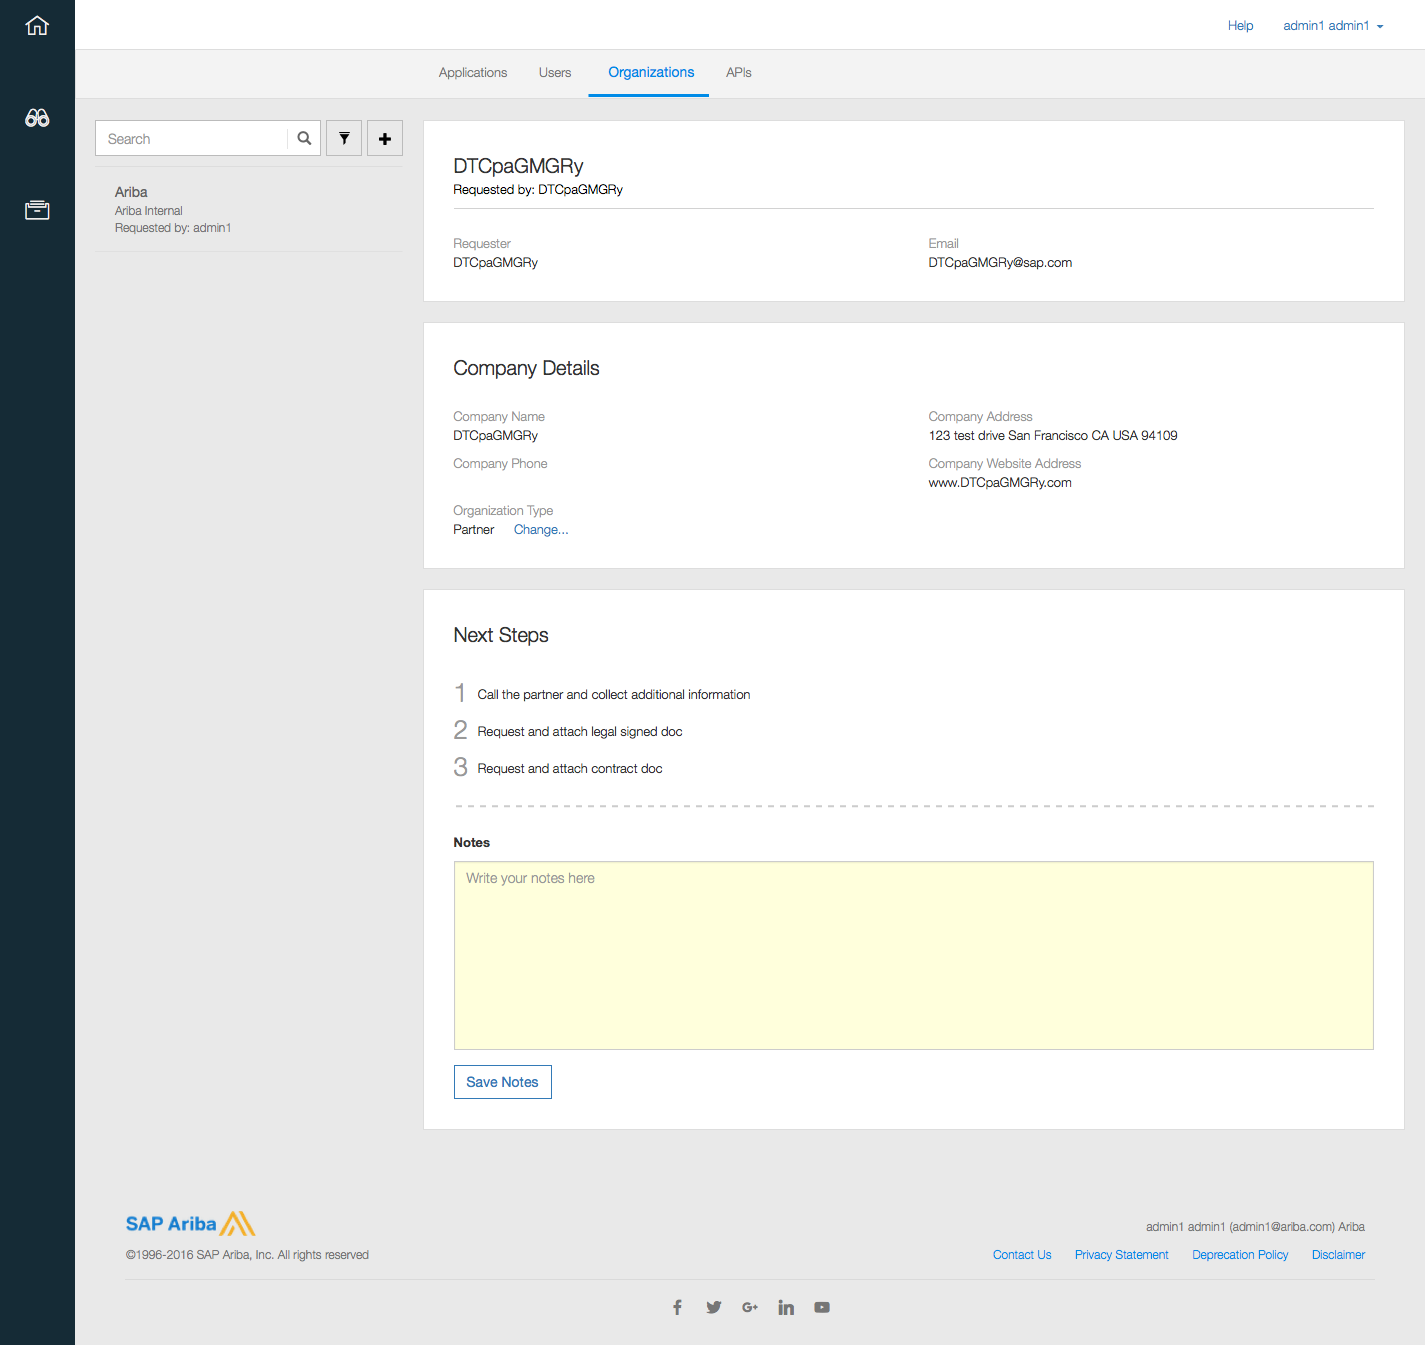 Help admin1 admin1
Applications Users Organizations APIs
Search
Ariba
Ariba Internal
Requested by: admin1
DTCpaGMGRy
Requested by: DTCpaGMGRy
Requester
DTCpaGMGRy
Email
DTCpaGMGRy@sap.com
Company Details
Company Name
DTCpaGMGRy
Company Address
123 test drive San Francisco CA USA 94109
Company Phone
Company Website Address
www.DTCpaGMGRy.com
Organization Type
Partner Change...
Next Steps
1 Call the partner and collect additional information
2 Request and attach legal signed doc
3 Request and attach contract doc
Notes
Write your notes here
Save Notes
SAP Ariba
©1996-2016 SAP Ariba, Inc. All rights reserved
admin1 admin1 (admin1@ariba.com) Ariba
Contact Us Privacy Statement Deprecation Policy Disclaimer